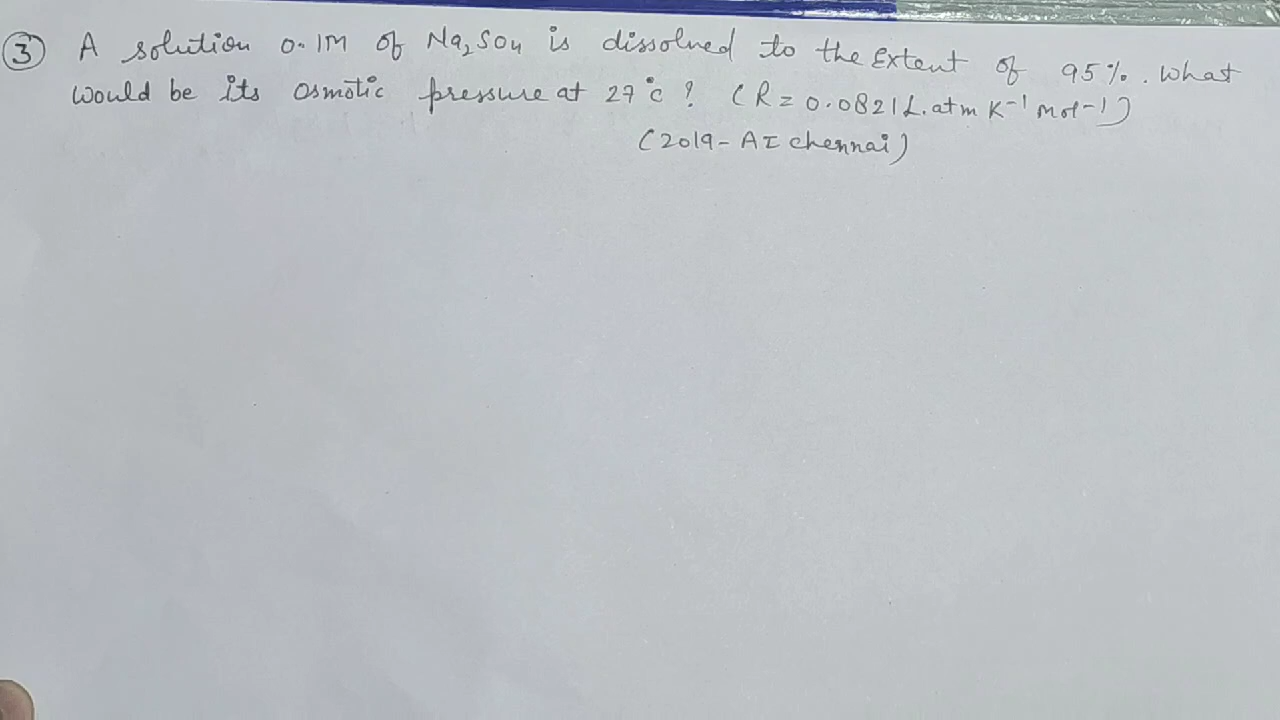 ③ A solution 0.1M of Na₂SO₄ is dissolved to the Extent of 95%. What
would be its osmotic pressure at 27°C? (R = 0.0821L.atm K⁻¹ mol-1)
(2019- AI chennai)